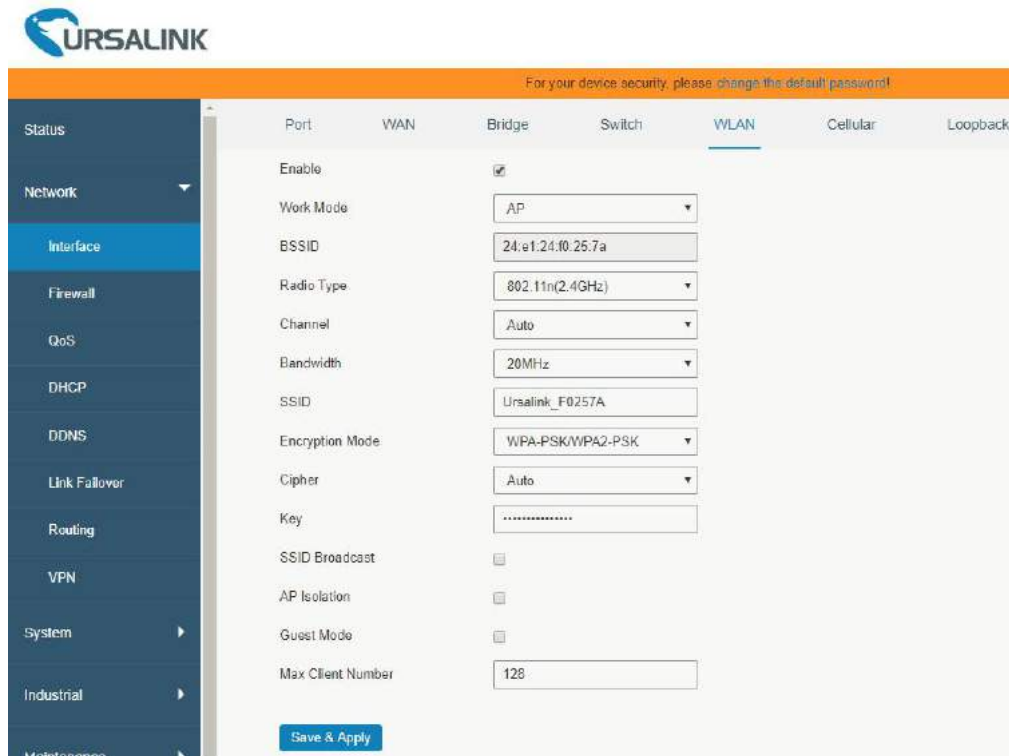 URSALINK
For your device security, please change the default password!
Status
Network
Interface
Firewall
QoS
DHCP
DDNS
Link Failover
Routing
VPN
System
Industrial
Maintenance
Port WAN Bridge Switch WLAN Cellular Loopback
Enable
Work Mode AP
BSSID 24:e1:24:f0:25:7a
Radio Type 802.11n(2.4GHz)
Channel Auto
Bandwidth 20MHz
SSID Ursalink_F0257A
Encryption Mode WPA-PSK/WPA2-PSK
Cipher Auto
Key •••••••••••••••
SSID Broadcast
AP Isolation
Guest Mode
Max Client Number 128
Save & Apply